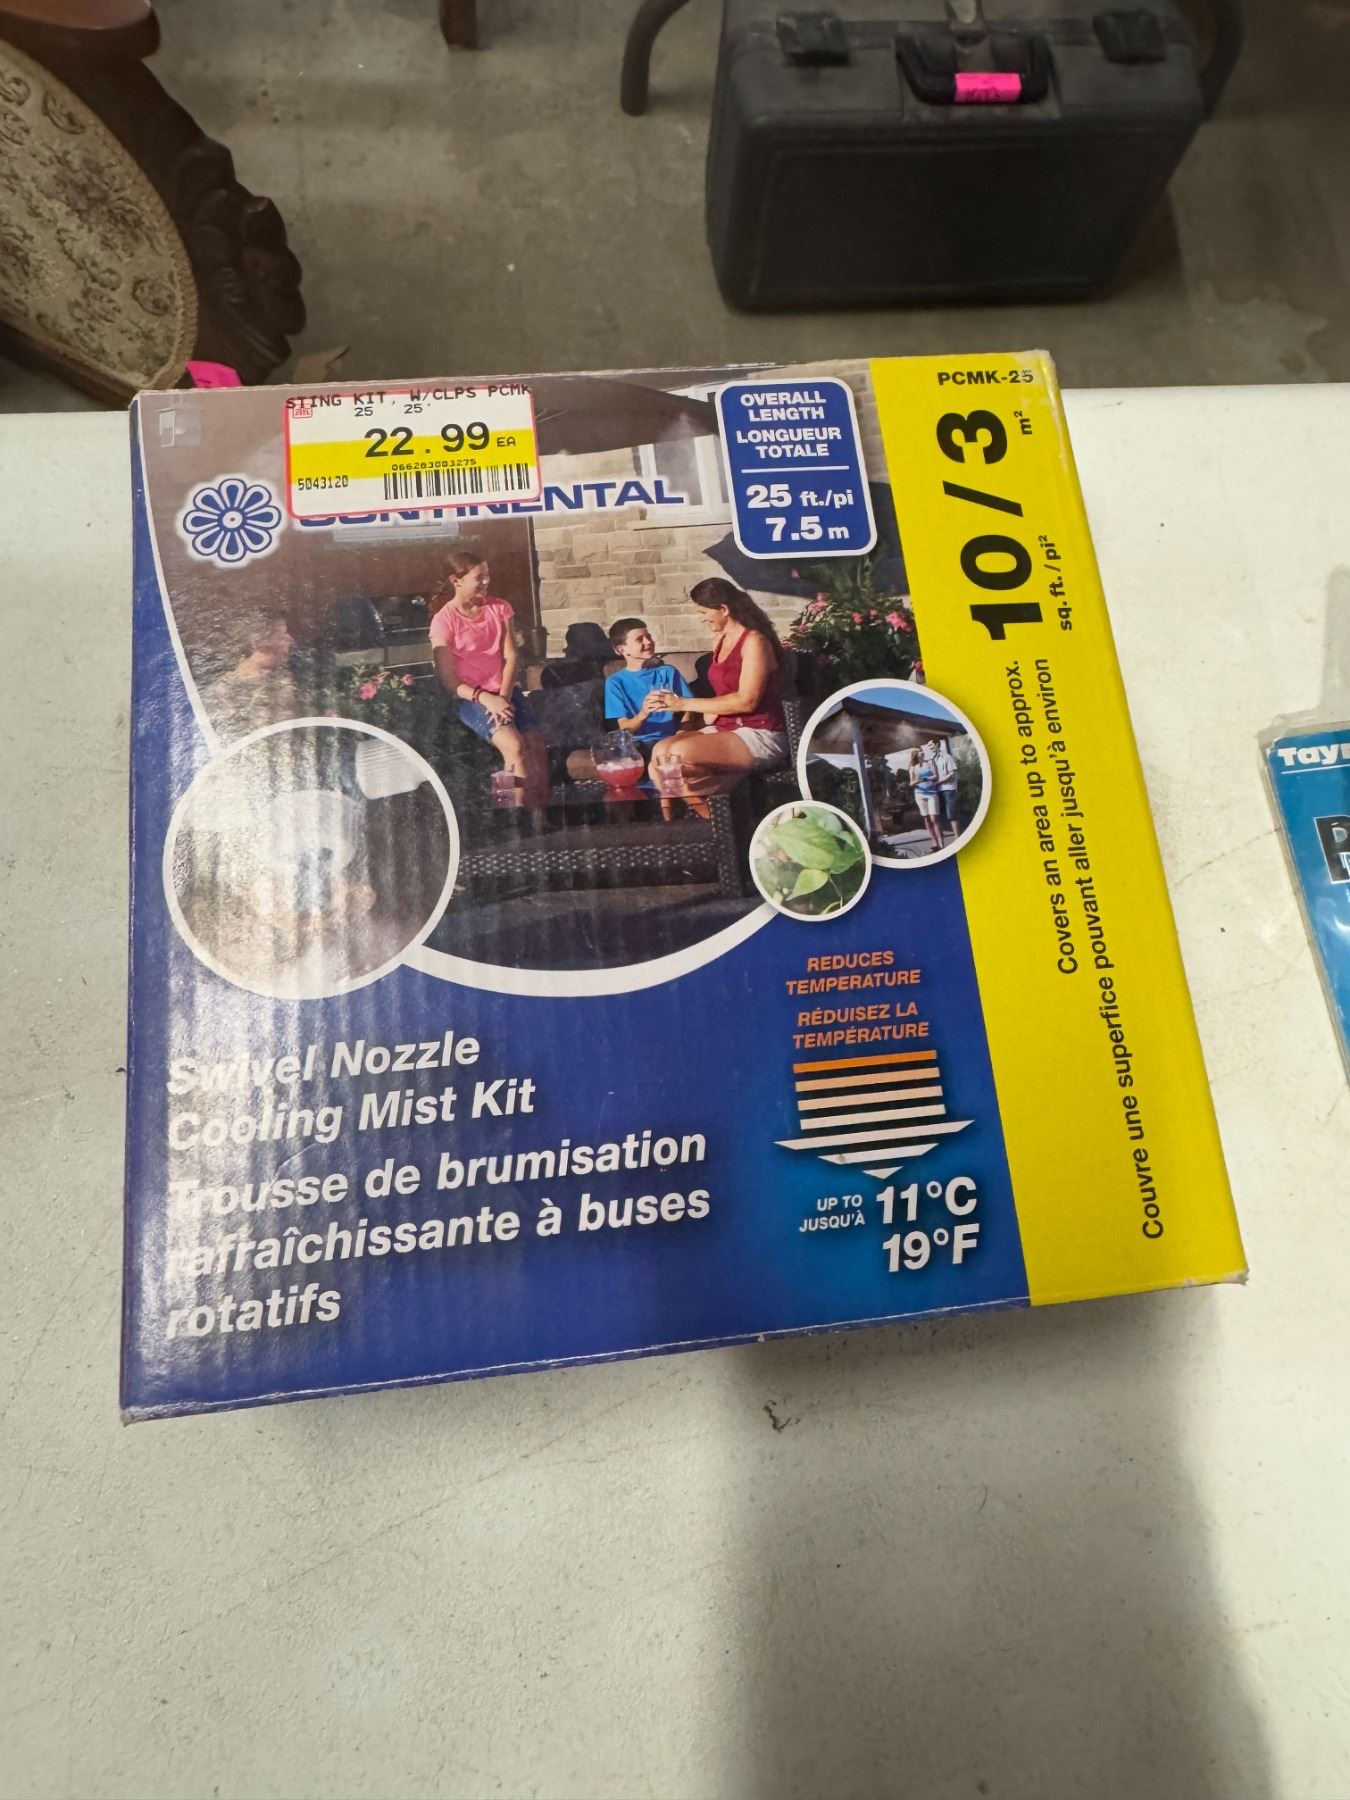 STING KIT, W/CLPS PCMK
25 25'
22.99 EA
066263003275
5043120
CONTINENTAL
OVERALL
LENGTH
LONGUEUR
TOTALE
25 ft./pi
7.5 m
PCMK-25
10/3
sq. ft. / pi²
m²
Covers an area up to approx.
Couvre une superfice pouvant aller jusqu'à environ
REDUCES
TEMPERATURE
RÉDUISEZ LA
TEMPÉRATURE
UP TO
JUSQU'À
11°C
19°F
Swivel Nozzle
Cooling Mist Kit
Trousse de brumisation
rafraîchissante à buses
rotatifs
Tay